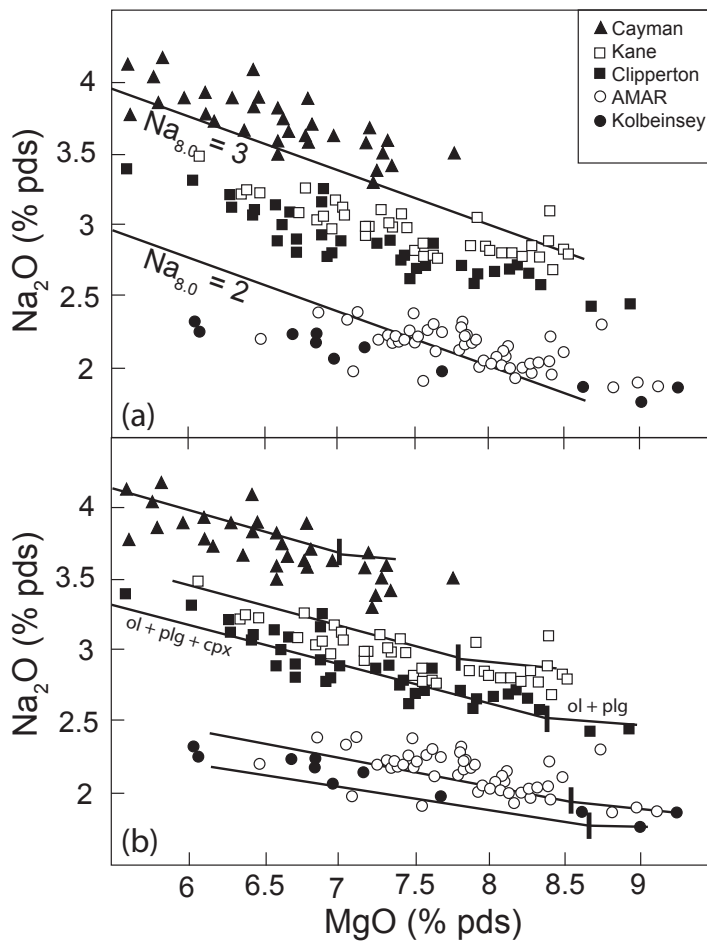 Cayman
Kane
Clipperton
AMAR
Kolbeinsey
4
3.5
3
2.5
2
Na₂O (% pds)
Na₈.₀ = 3
Na₈.₀ = 2
(a)
4
3.5
3
2.5
2
Na₂O (% pds)
ol + plg + cpx
ol + plg
(b)
6 6.5 7 7.5 8 8.5 9
MgO (% pds)